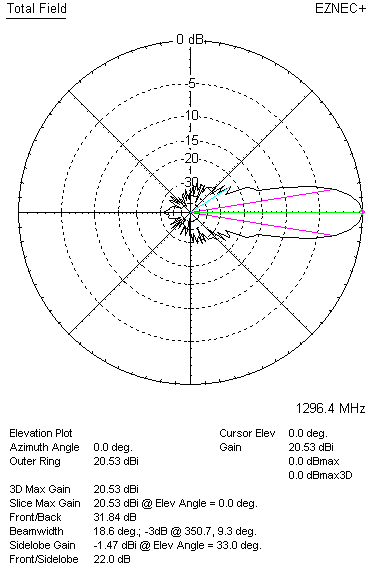 Total Field EZNEC+
0 dB
5
10
15
20
30
1296.4 MHz
Elevation Plot Cursor Elev 0.0 deg.
Azimuth Angle 0.0 deg. Gain 20.53 dBi
Outer Ring 20.53 dBi 0.0 dBmax
0.0 dBmax3D
3D Max Gain 20.53 dBi
Slice Max Gain 20.53 dBi @ Elev Angle = 0.0 deg.
Front/Back 31.84 dB
Beamwidth 18.6 deg.; -3dB @ 350.7, 9.3 deg.
Sidelobe Gain -1.47 dBi @ Elev Angle = 33.0 deg.
Front/Sidelobe 22.0 dB